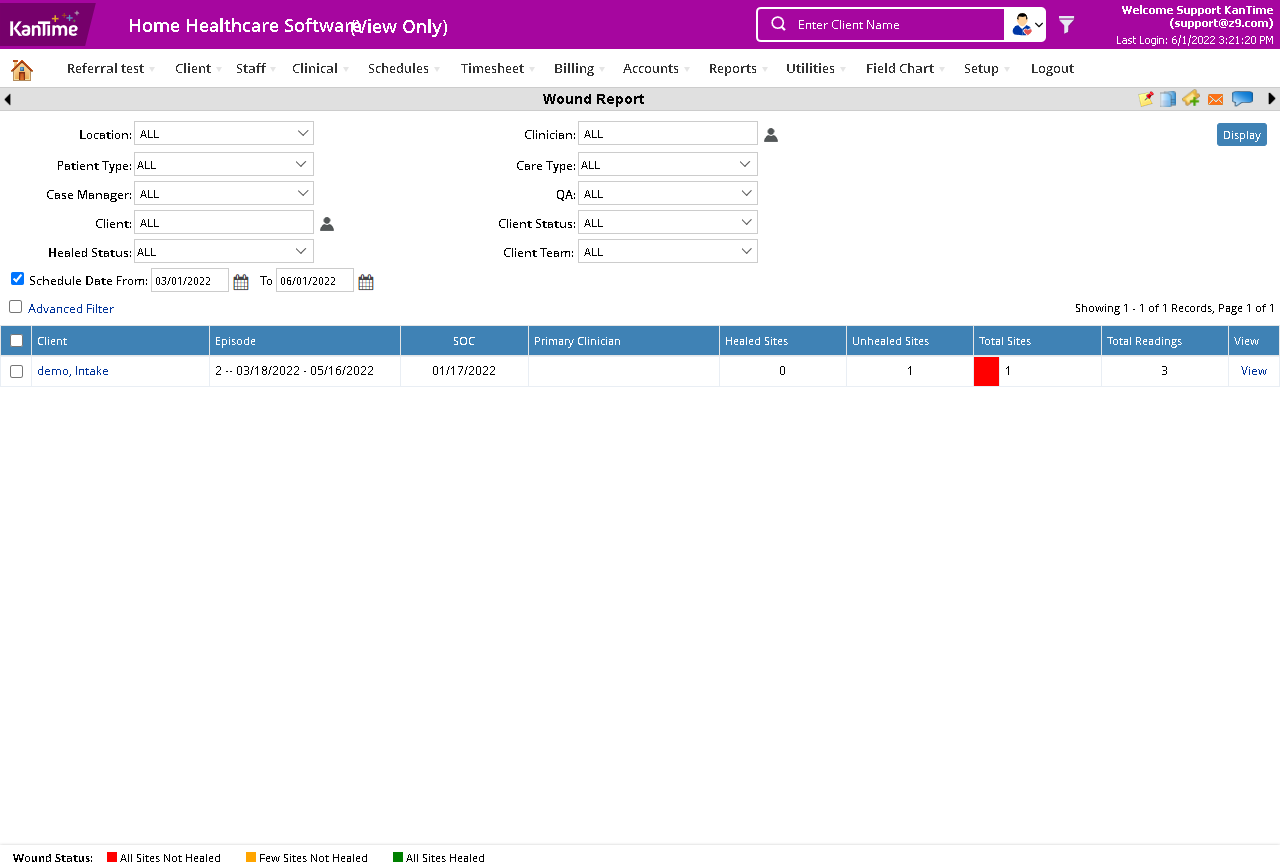 KanTime
Home Healthcare Software (View Only)
Enter Client Name
Welcome Support KanTime
(support@z9.com)
Last Login: 6/1/2022 3:21:20 PM
Referral test Client Staff Clinical Schedules Timesheet Billing Accounts Reports Utilities Field Chart Setup Logout
Wound Report
Location: ALL Clinician: ALL Display
Patient Type: ALL Care Type: ALL
Case Manager: ALL QA: ALL
Client: ALL Client Status: ALL
Healed Status: ALL Client Team: ALL
Schedule Date From: 03/01/2022 To 06/01/2022
Advanced Filter Showing 1 - 1 of 1 Records, Page 1 of 1
Client Episode SOC Primary Clinician Healed Sites Unhealed Sites Total Sites Total Readings View
demo, Intake 2 -- 03/18/2022 - 05/16/2022 01/17/2022 0 1 1 3 View
Wound Status: All Sites Not Healed Few Sites Not Healed All Sites Healed